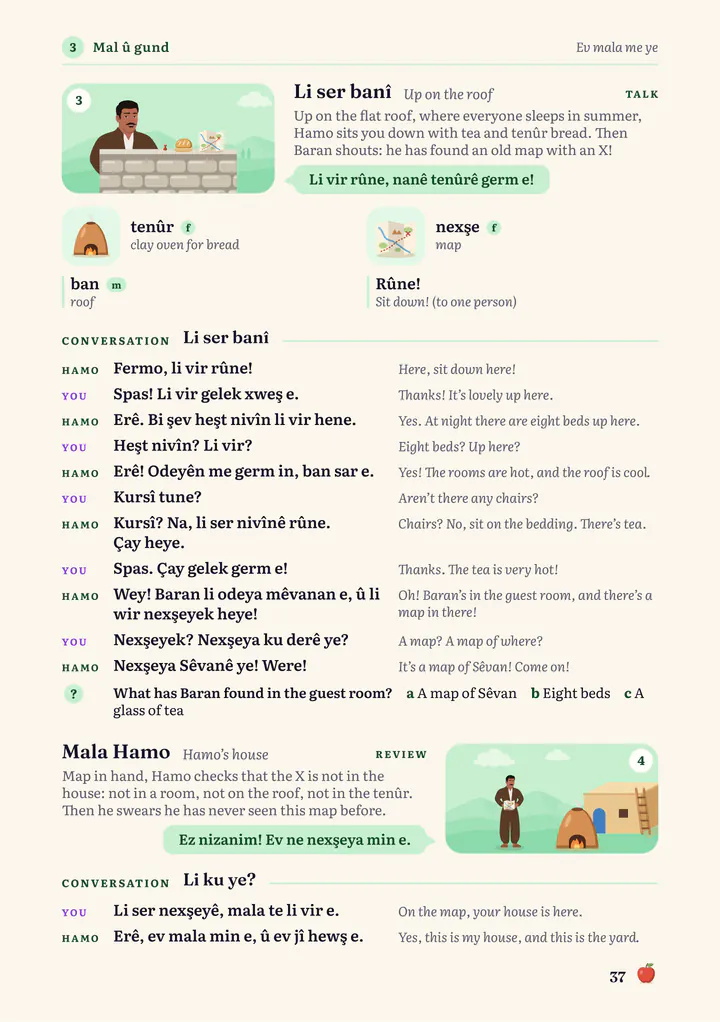 3 Mal û gund
Ev mala me ye
3
Li ser banî Up on the roof TALK
Up on the flat roof, where everyone sleeps in summer,
Hamo sits you down with tea and tenûr bread. Then
Baran shouts: he has found an old map with an X!
Li vir rûne, nanê tenûrê germ e!
tenûr f
clay oven for bread
nexşe f
map
ban m
roof
Rûne!
Sit down! (to one person)
CONVERSATION Li ser banî
HAMO Fermo, li vir rûne! Here, sit down here!
YOU Spas! Li vir gelek xweş e. Thanks! It's lovely up here.
HAMO Erê. Bi şev heşt nivîn li vir hene. Yes. At night there are eight beds up here.
YOU Heşt nivîn? Li vir? Eight beds? Up here?
HAMO Erê! Odeyên me germ in, ban sar e. Yes! The rooms are hot, and the roof is cool.
YOU Kursî tune? Aren't there any chairs?
HAMO Kursî? Na, li ser nivînê rûne. Chairs? No, sit on the bedding. There's tea.
Çay heye.
YOU Spas. Çay gelek germ e! Thanks. The tea is very hot!
HAMO Wey! Baran li odeya mêvanan e, û li Oh! Baran's in the guest room, and there's a
wir nexşeyek heye! map in there!
YOU Nexşeyek? Nexşeya ku derê ye? A map? A map of where?
HAMO Nexşeya Sêvanê ye! Were! It's a map of Sêvan! Come on!
? What has Baran found in the guest room? a A map of Sêvan b Eight beds c A
glass of tea
Mala Hamo Hamo's house REVIEW
Map in hand, Hamo checks that the X is not in the
house: not in a room, not on the roof, not in the tenûr.
Then he swears he has never seen this map before.
Ez nizanim! Ev ne nexşeya min e.
4
CONVERSATION Li ku ye?
YOU Li ser nexşeyê, mala te li vir e. On the map, your house is here.
HAMO Erê, ev mala min e, û ev jî hewş e. Yes, this is my house, and this is the yard.
37